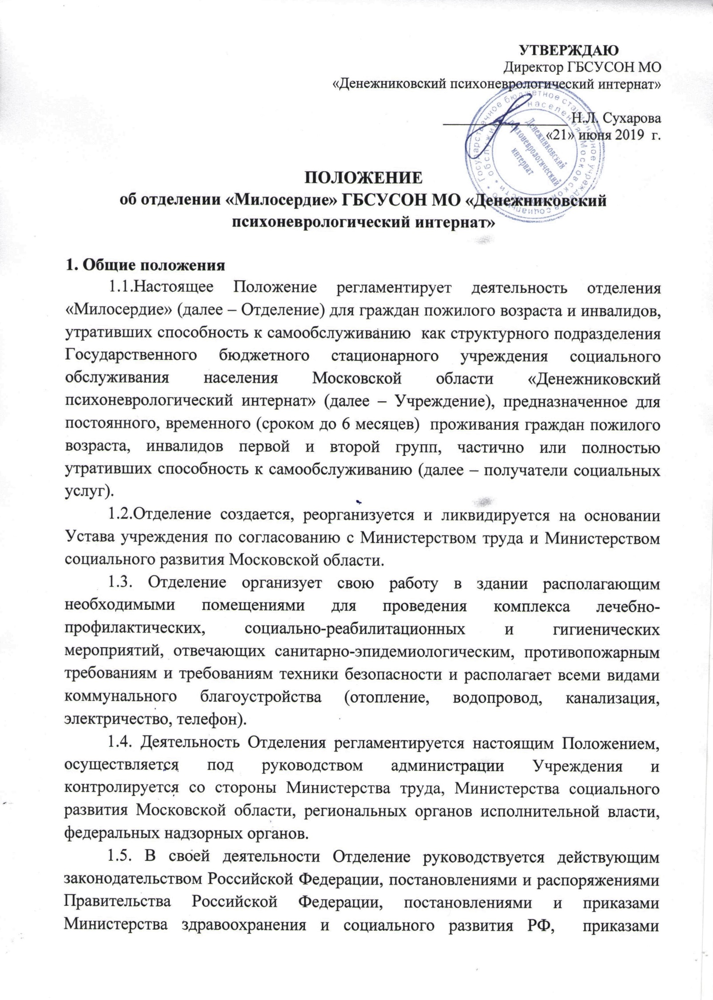 УТВЕРЖДАЮ
Директор ГБСУСОН МО
«Денежниковский психоневрологический интернат»
Н.Л. Сухарова
«21» июня 2019 г.
Государственное бюджетное стационарное учреждение социального
обслуживания населения Московской области
Денежниковский
психоневрологический
интернат
ПОЛОЖЕНИЕ
об отделении «Милосердие» ГБСУСОН МО «Денежниковский
психоневрологический интернат»
1. Общие положения
1.1.Настоящее Положение регламентирует деятельность отделения
«Милосердие» (далее – Отделение) для граждан пожилого возраста и инвалидов,
утративших способность к самообслуживанию как структурного подразделения
Государственного бюджетного стационарного учреждения социального
обслуживания населения Московской области «Денежниковский
психоневрологический интернат» (далее – Учреждение), предназначенное для
постоянного, временного (сроком до 6 месяцев) проживания граждан пожилого
возраста, инвалидов первой и второй групп, частично или полностью
утративших способность к самообслуживанию (далее – получатели социальных
услуг).
1.2.Отделение создается, реорганизуется и ликвидируется на основании
Устава учреждения по согласованию с Министерством труда и Министерством
социального развития Московской области.
1.3. Отделение организует свою работу в здании располагающим
необходимыми помещениями для проведения комплекса лечебно-
профилактических, социально-реабилитационных и гигиенических
мероприятий, отвечающих санитарно-эпидемиологическим, противопожарным
требованиям и требованиям техники безопасности и располагает всеми видами
коммунального благоустройства (отопление, водопровод, канализация,
электричество, телефон).
1.4. Деятельность Отделения регламентируется настоящим Положением,
осуществляется под руководством администрации Учреждения и
контролируется со стороны Министерства труда, Министерства социального
развития Московской области, региональных органов исполнительной власти,
федеральных надзорных органов.
1.5. В своей деятельности Отделение руководствуется действующим
законодательством Российской Федерации, постановлениями и распоряжениями
Правительства Российской Федерации, постановлениями и приказами
Министерства здравоохранения и социального развития РФ, приказами